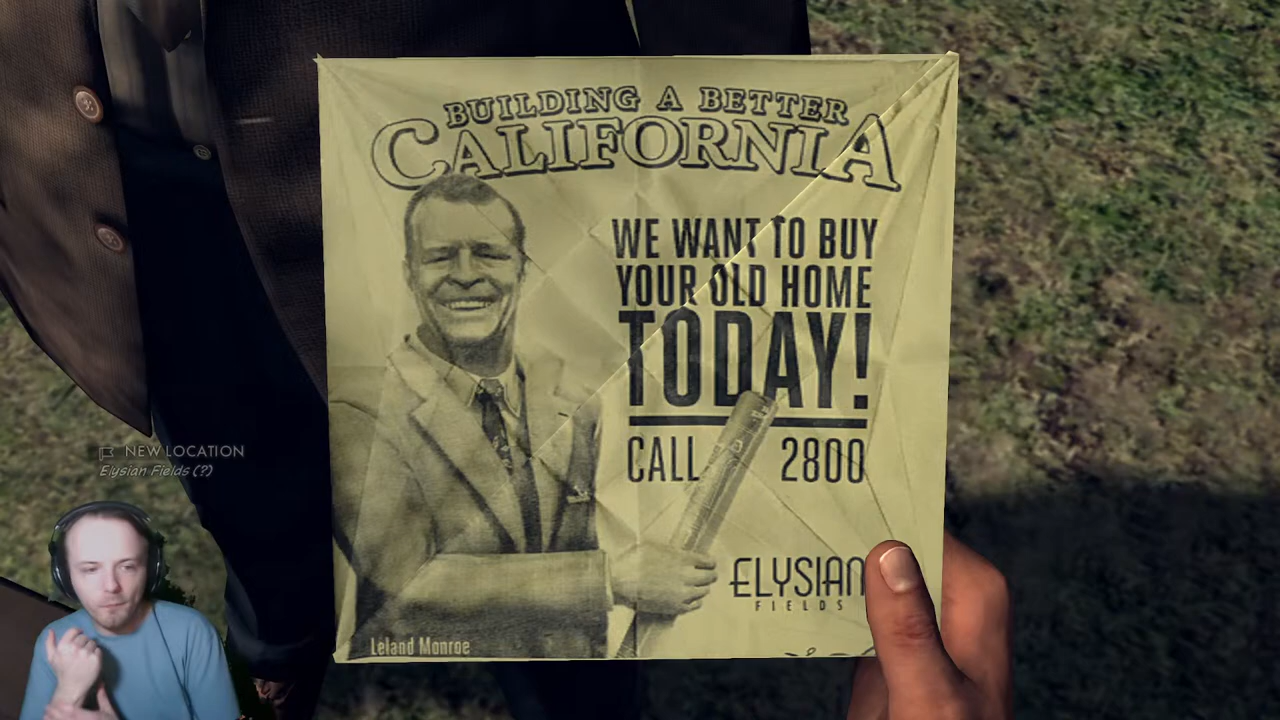 BUILDING A BETTER
CALIFORNIA
WE WANT TO BUY
YOUR OLD HOME
TODAY!
CALL 2800
ELYSIAN
FIELDS
Leland Monroe
NEW LOCATION
Elysian Fields (?)